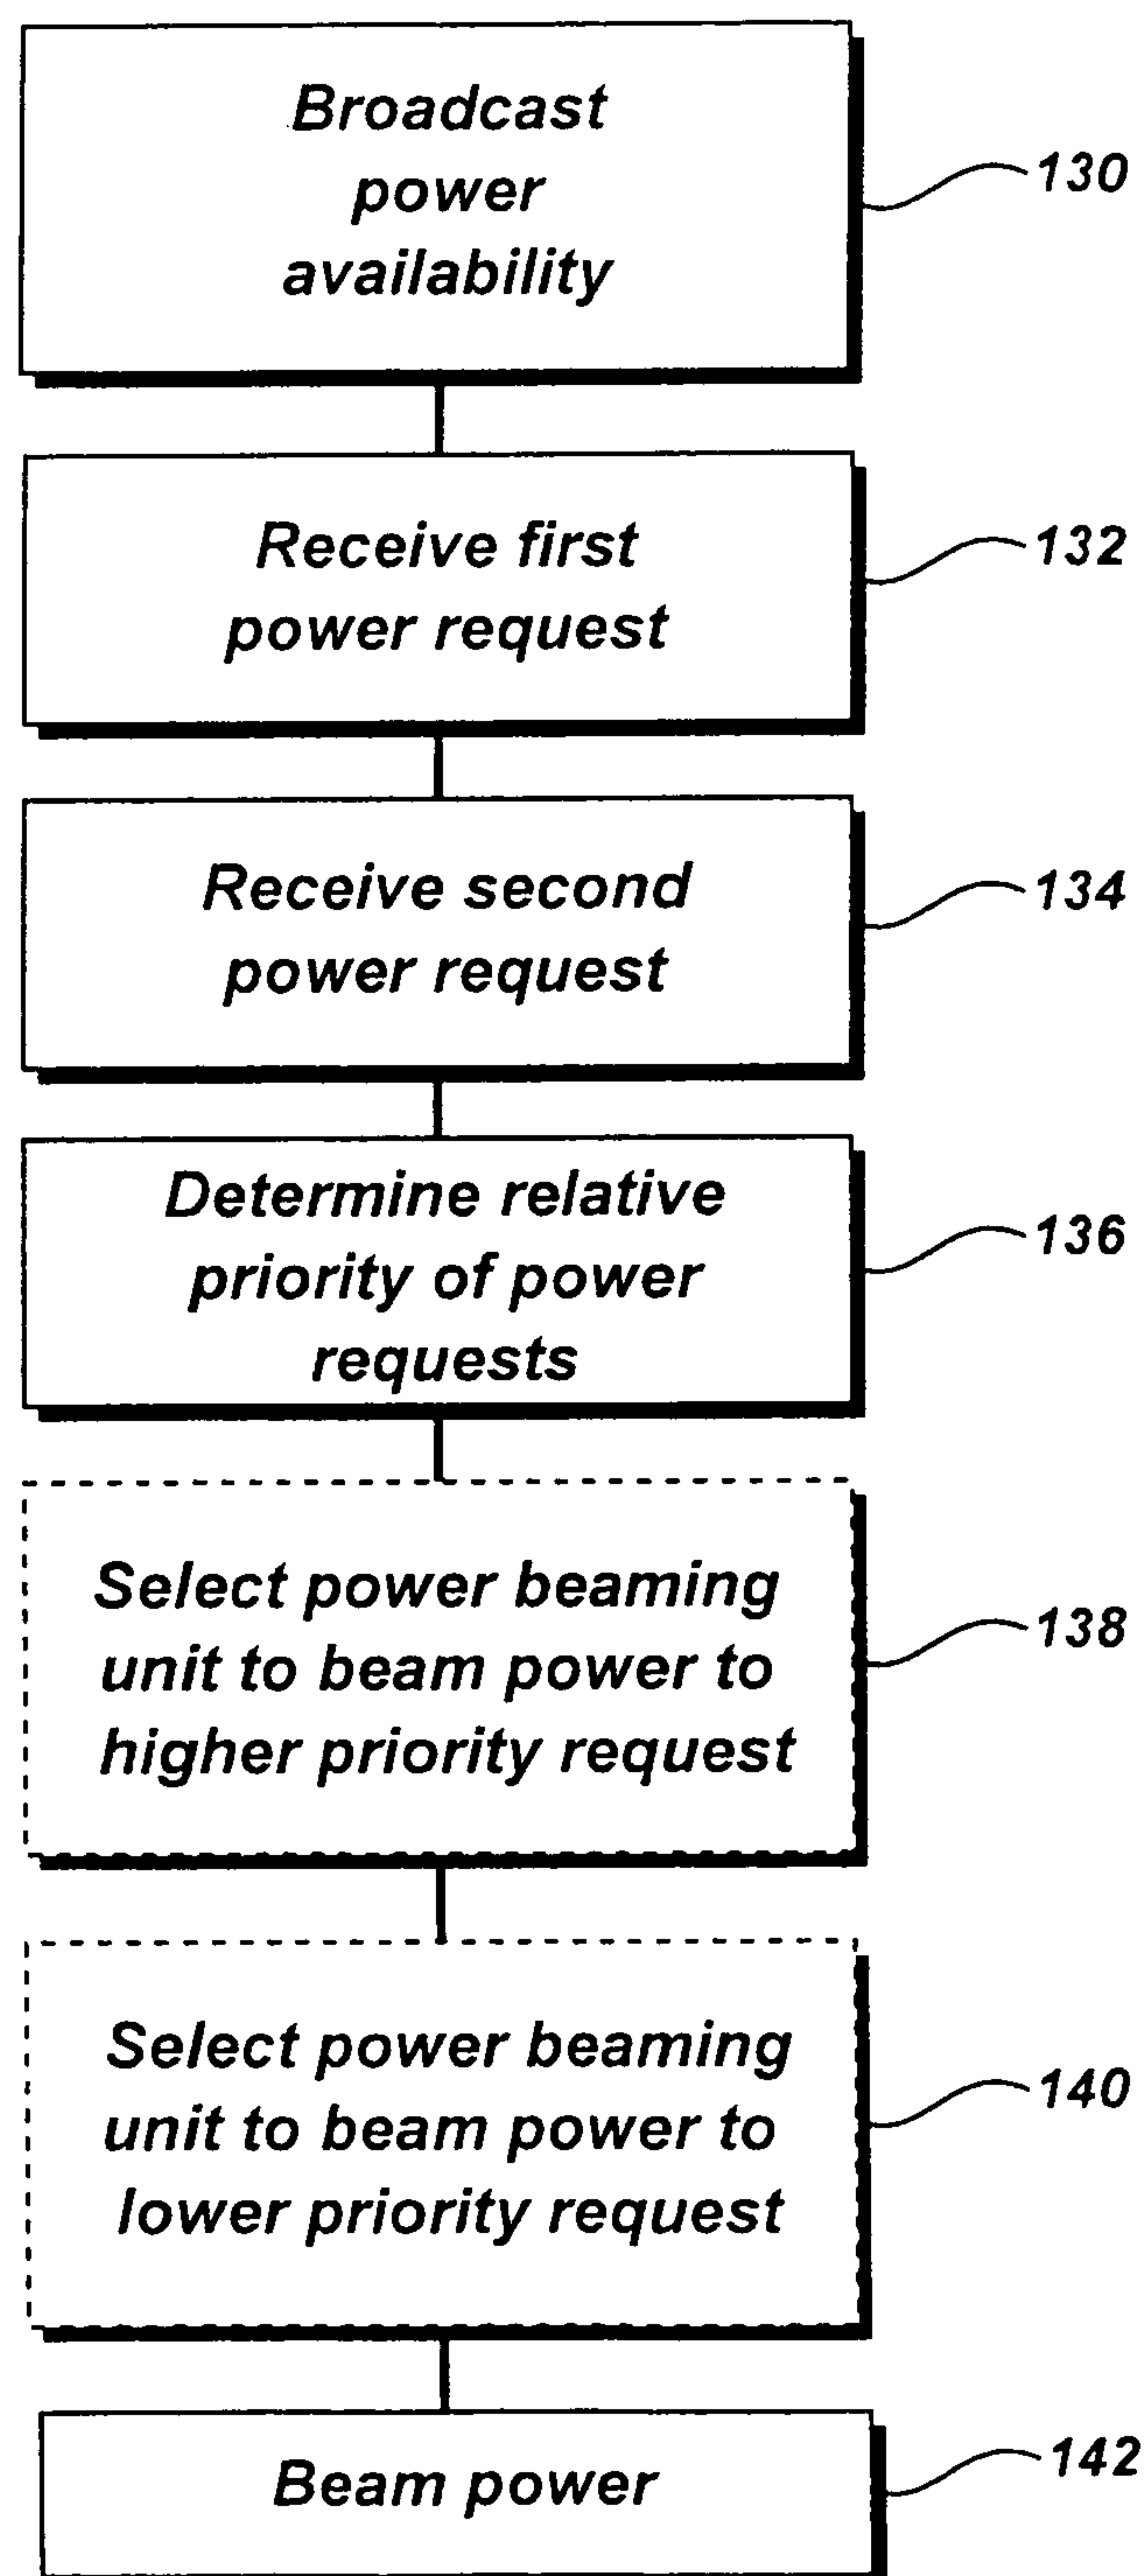 Broadcast
power
availability
130
Receive first
power request
132
Receive second
power request
134
Determine relative
priority of power
requests
136
Select power beaming
unit to beam power to
higher priority request
138
Select power beaming
unit to beam power to
lower priority request
140
Beam power
142